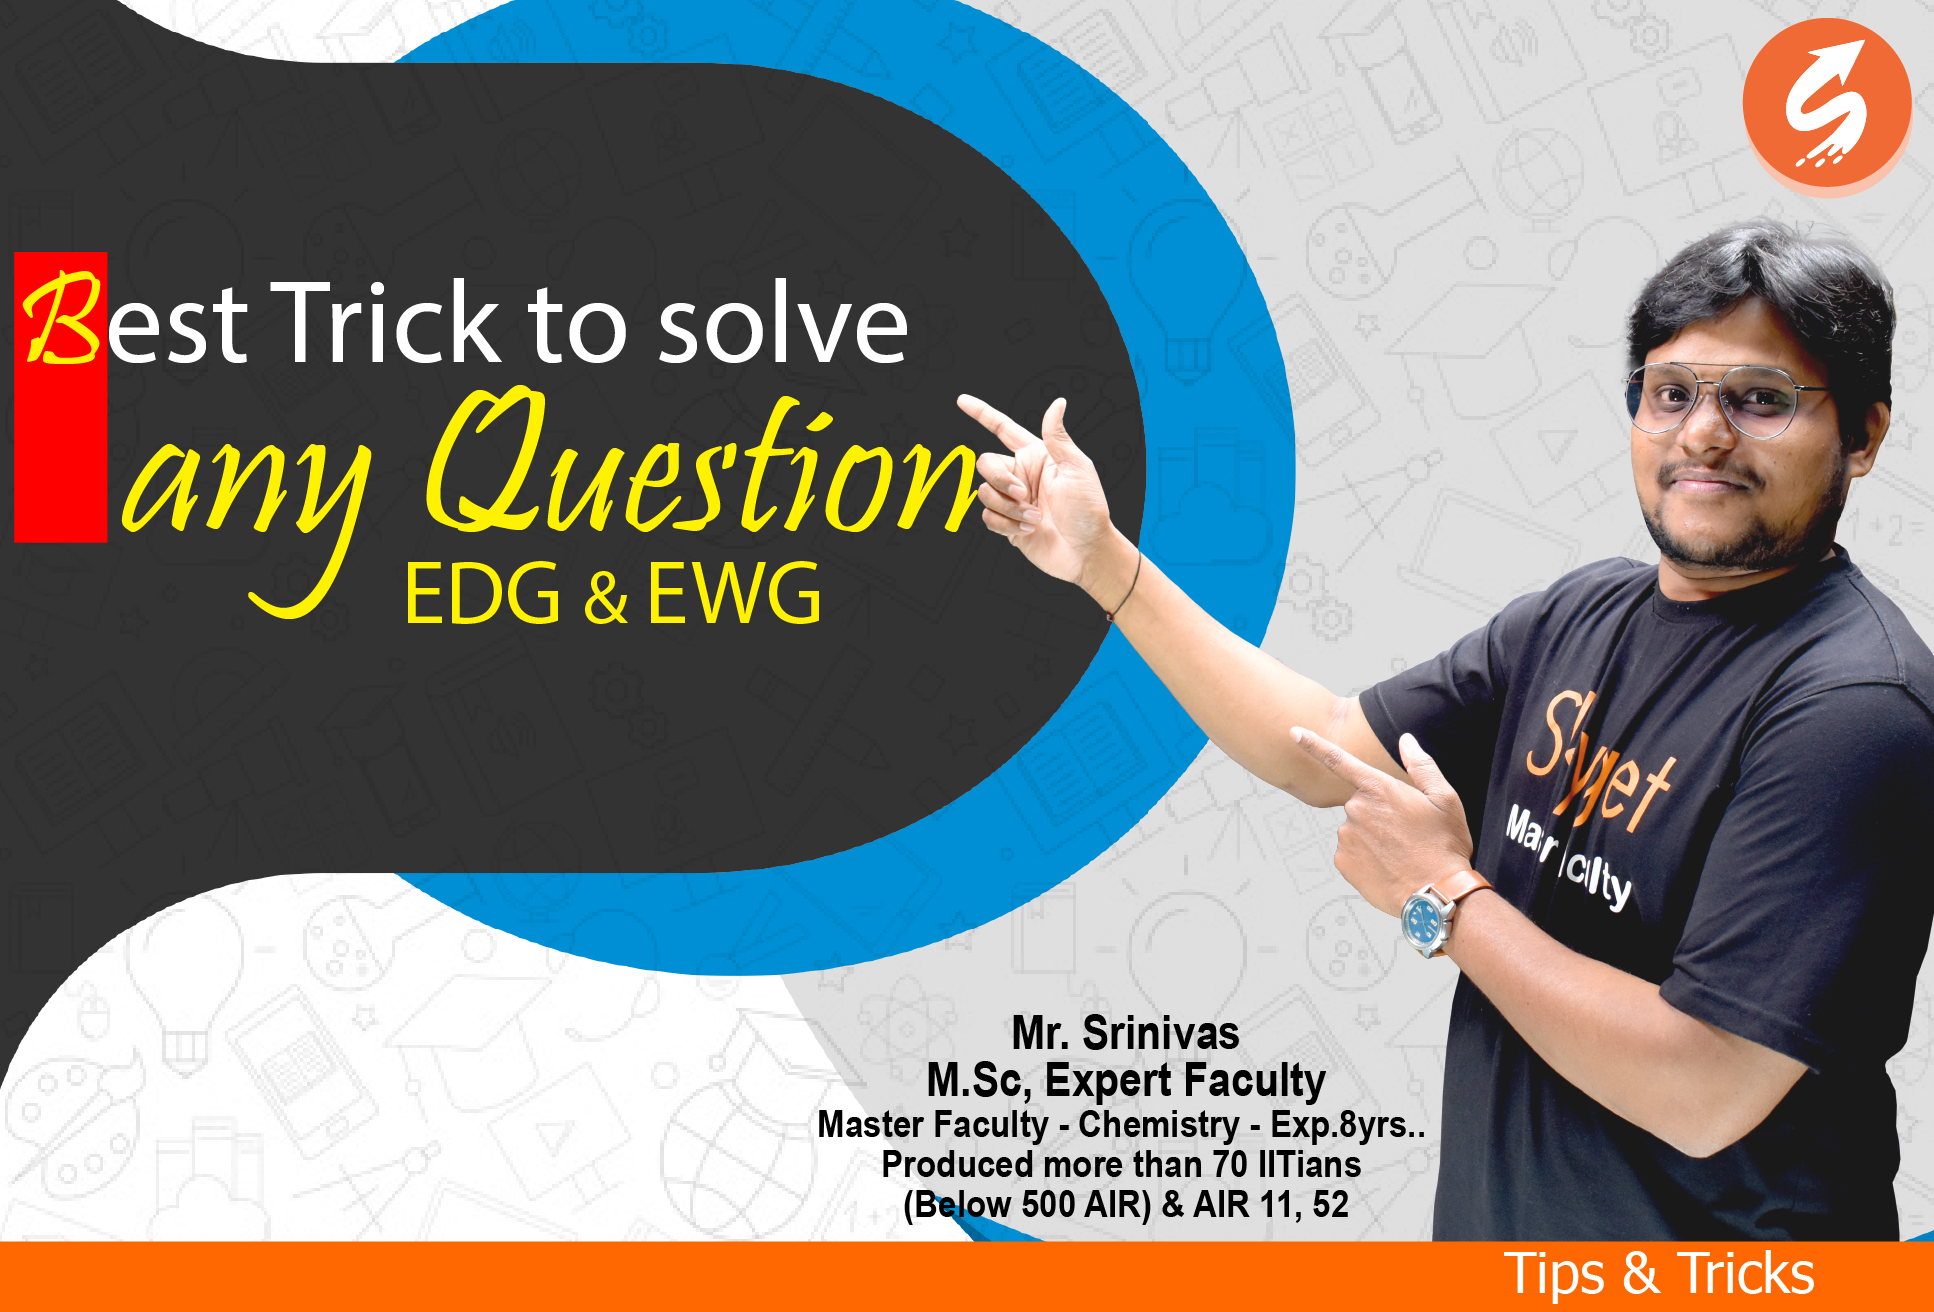 Best Trick to solve
any Question
EDG & EWG
Skyget
Mr. Srinivas
M.Sc, Expert Faculty
Master Faculty - Chemistry - Exp.8yrs..
Produced more than 70 IITians
(Below 500 AIR) & AIR 11, 52
Tips & Tricks